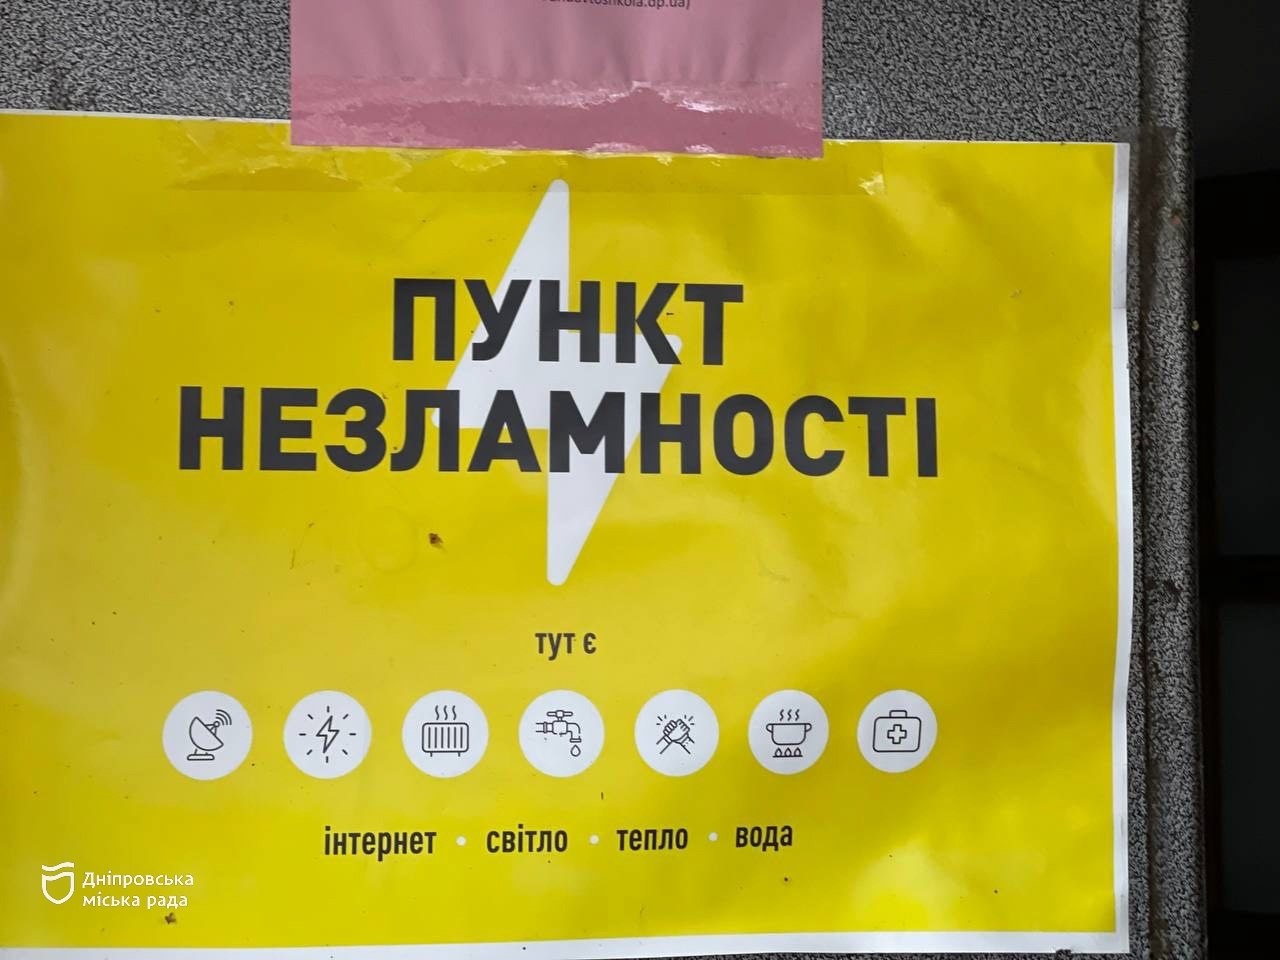 ПУНКТ
НЕЗЛАМНОСТІ
тут є
інтернет • світло • тепло • вода
Дніпровська
міська рада